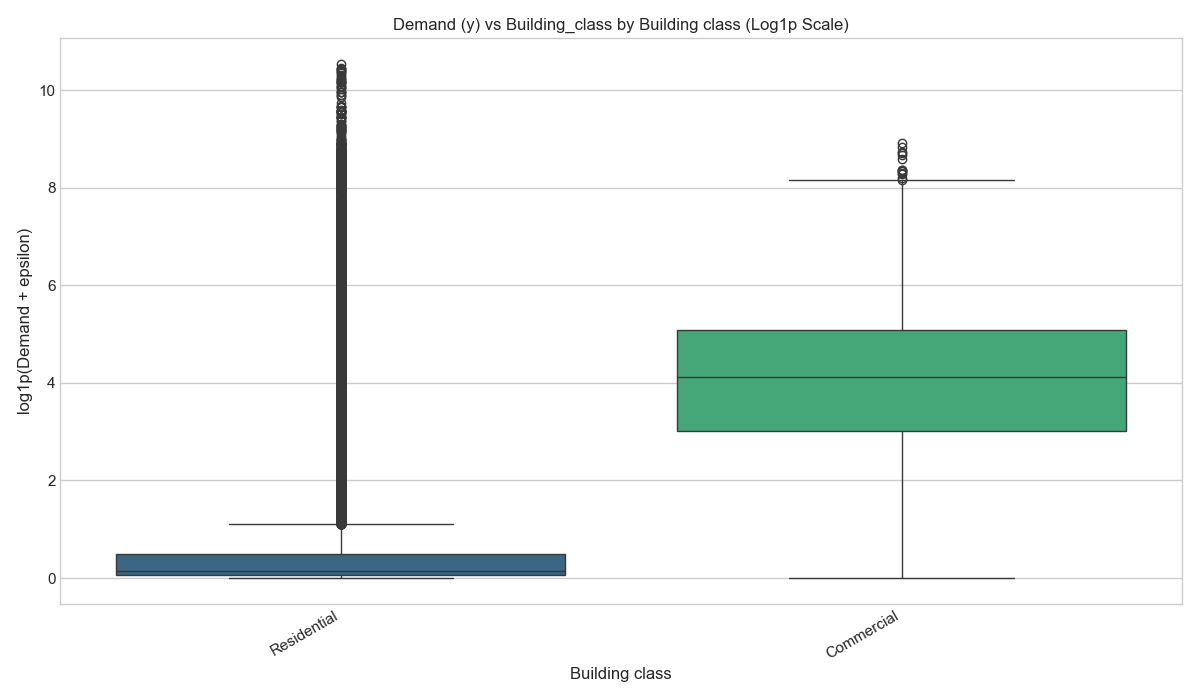 Demand (y) vs Building_class by Building class (Log1p Scale)
log1p(Demand + epsilon)
10
8
6
4
2
0
Residential
Commercial
Building class